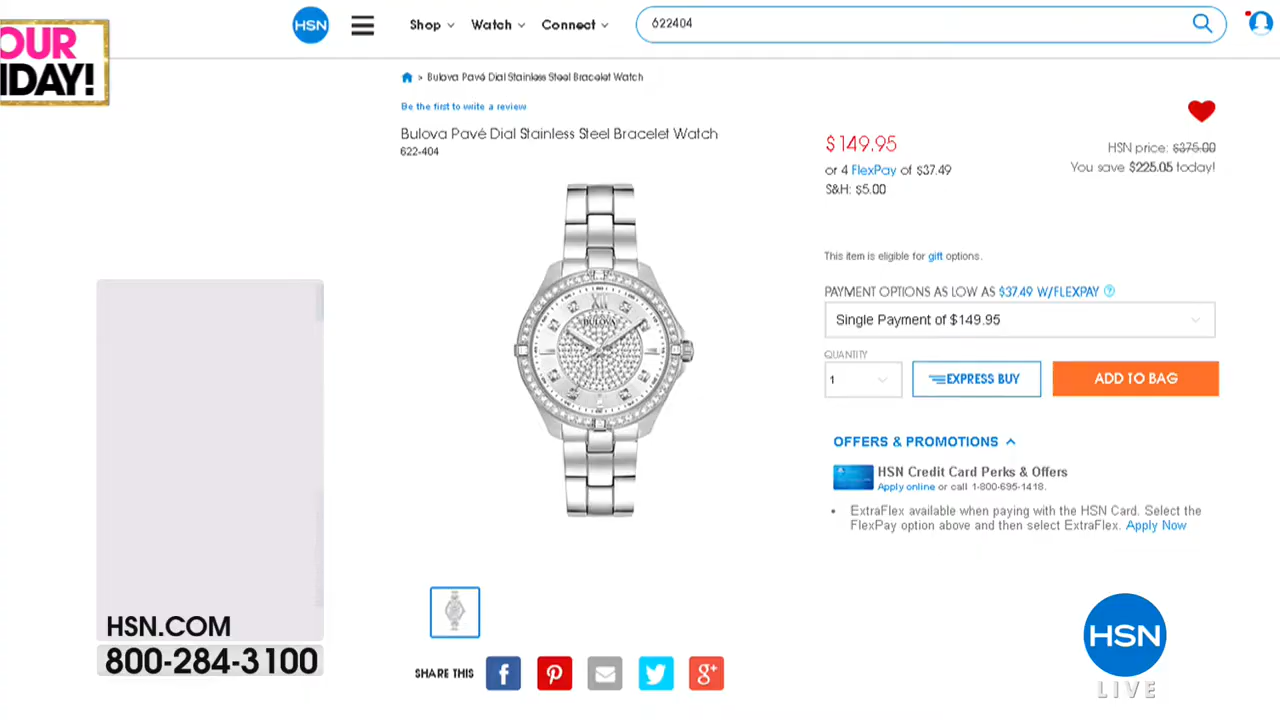 OUR
IDAY!
HSN
Shop
Watch
Connect
622404
> Bulova Pavé Dial Stainless Steel Bracelet Watch
Be the first to write a review
Bulova Pavé Dial Stainless Steel Bracelet Watch
622-404
$149.95
HSN price: $375.00
or 4 FlexPay of $37.49
You save $225.05 today!
S&H: $5.00
This item is eligible for gift options.
PAYMENT OPTIONS AS LOW AS $37.49 W/FLEXPAY ?
Single Payment of $149.95
QUANTITY
1
EXPRESS BUY
ADD TO BAG
XII
BULOVA
OFFERS & PROMOTIONS
HSN Credit Card Perks & Offers
Apply online or call 1-800-695-1418.
• ExtraFlex available when paying with the HSN Card. Select the
FlexPay option above and then select ExtraFlex. Apply Now
HSN.COM
800-284-3100
SHARE THIS
f
g+
HSN
LIVE